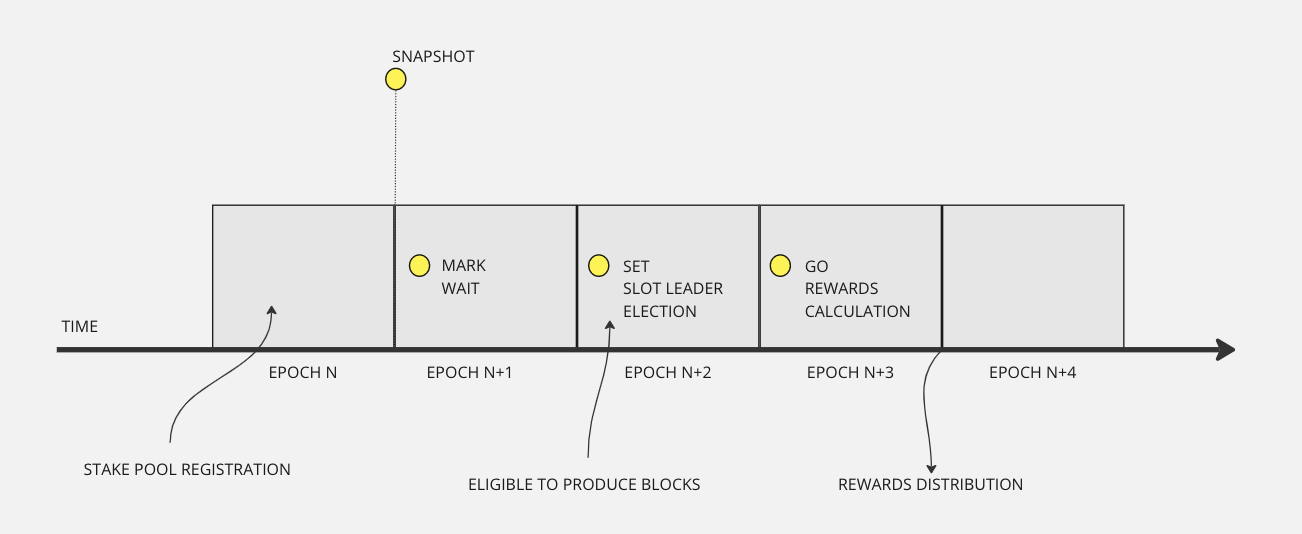 SNAPSHOT
MARK
WAIT
SET
SLOT LEADER
ELECTION
GO
REWARDS
CALCULATION
TIME
EPOCH N
EPOCH N+1
EPOCH N+2
EPOCH N+3
EPOCH N+4
STAKE POOL REGISTRATION
ELIGIBLE TO PRODUCE BLOCKS
REWARDS DISTRIBUTION